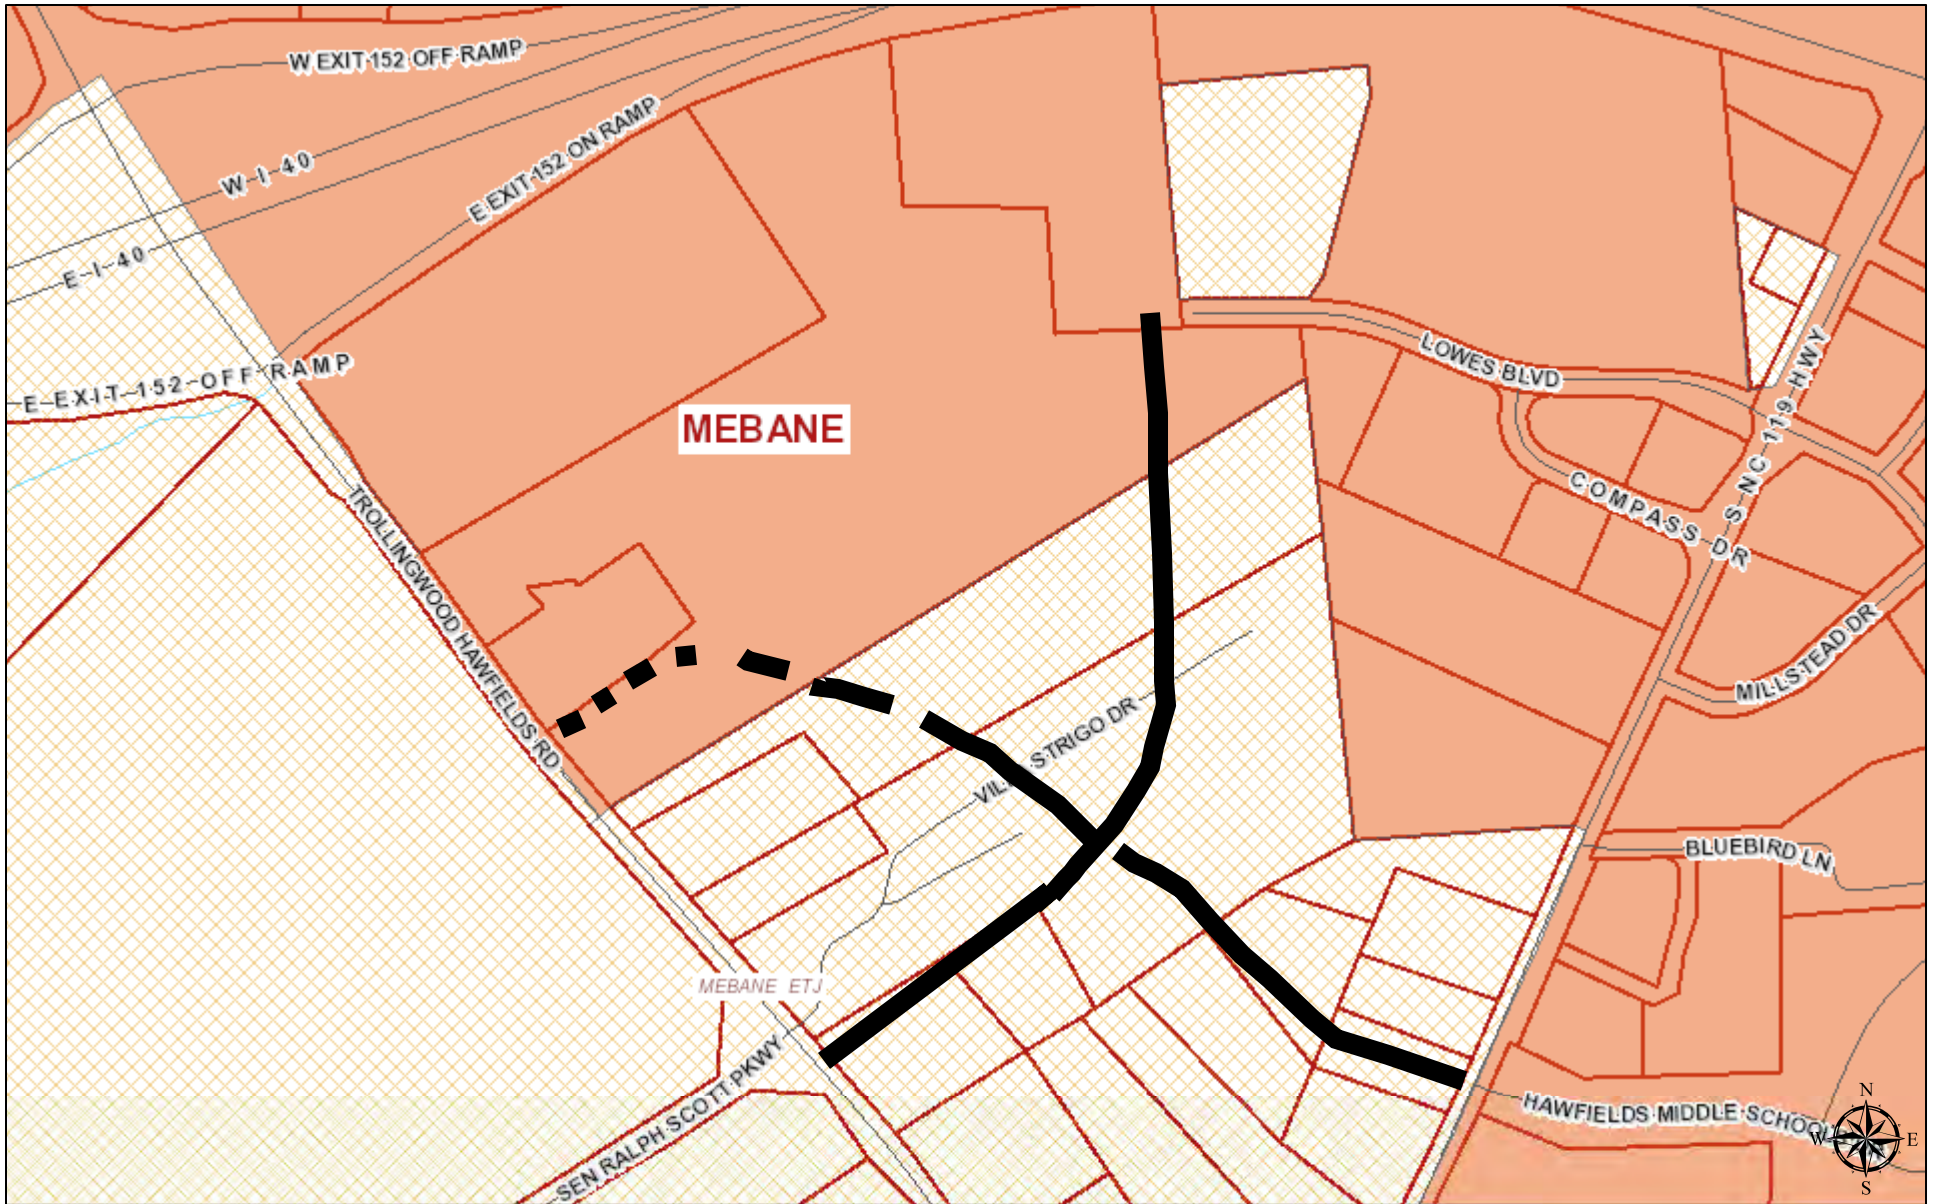 W EXIT 152 OFF RAMP
W I-40
E EXIT 152 ON RAMP
E I-40
E EXIT 152 OFF RAMP
LOWES BLVD
S NC 119 HWY
MEBANE
COMPASS DR
TROLLINGWOOD HAWFIELDS RD
MILLSTEAD DR
STRIGO DR
BLUEBIRD LN
MEBANE ETJ
SEN RALPH SCOTT PKWY
HAWFIELDS MIDDLE SCHOOL
N
W E
S